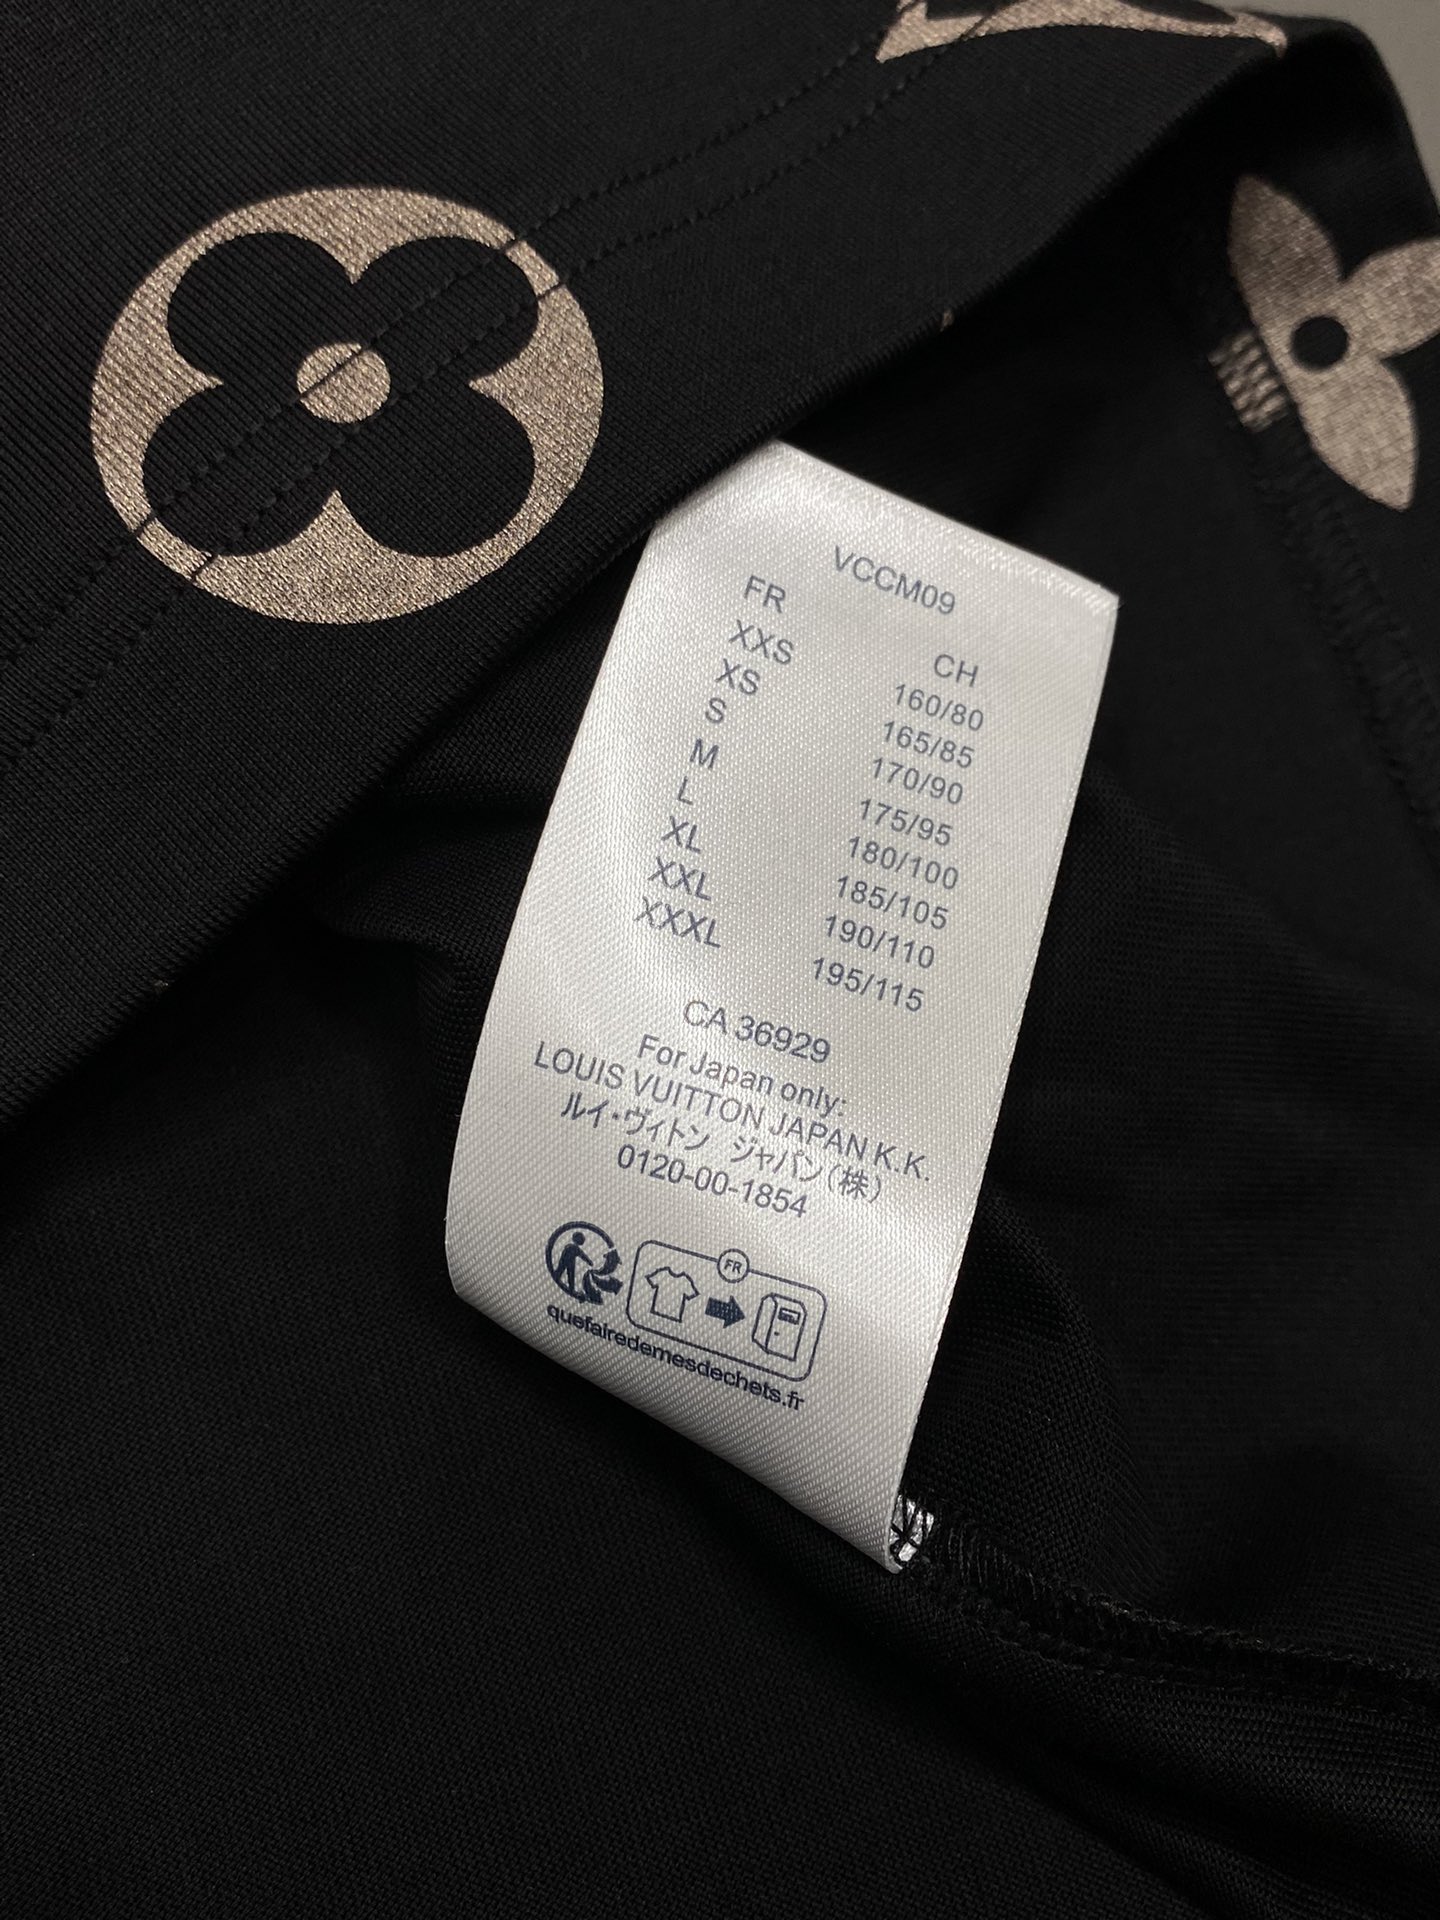 VCCM09
FR CH
XXS 160/80
XS 165/85
S 170/90
M 175/95
L 180/100
XL 185/105
XXL 190/110
XXXL 195/115
CA 36929
For Japan only:
LOUIS VUITTON JAPAN K.K.
ルイ・ヴィトン ジャパン(株)
0120-00-1854
FR
quefairedemesdechets.fr